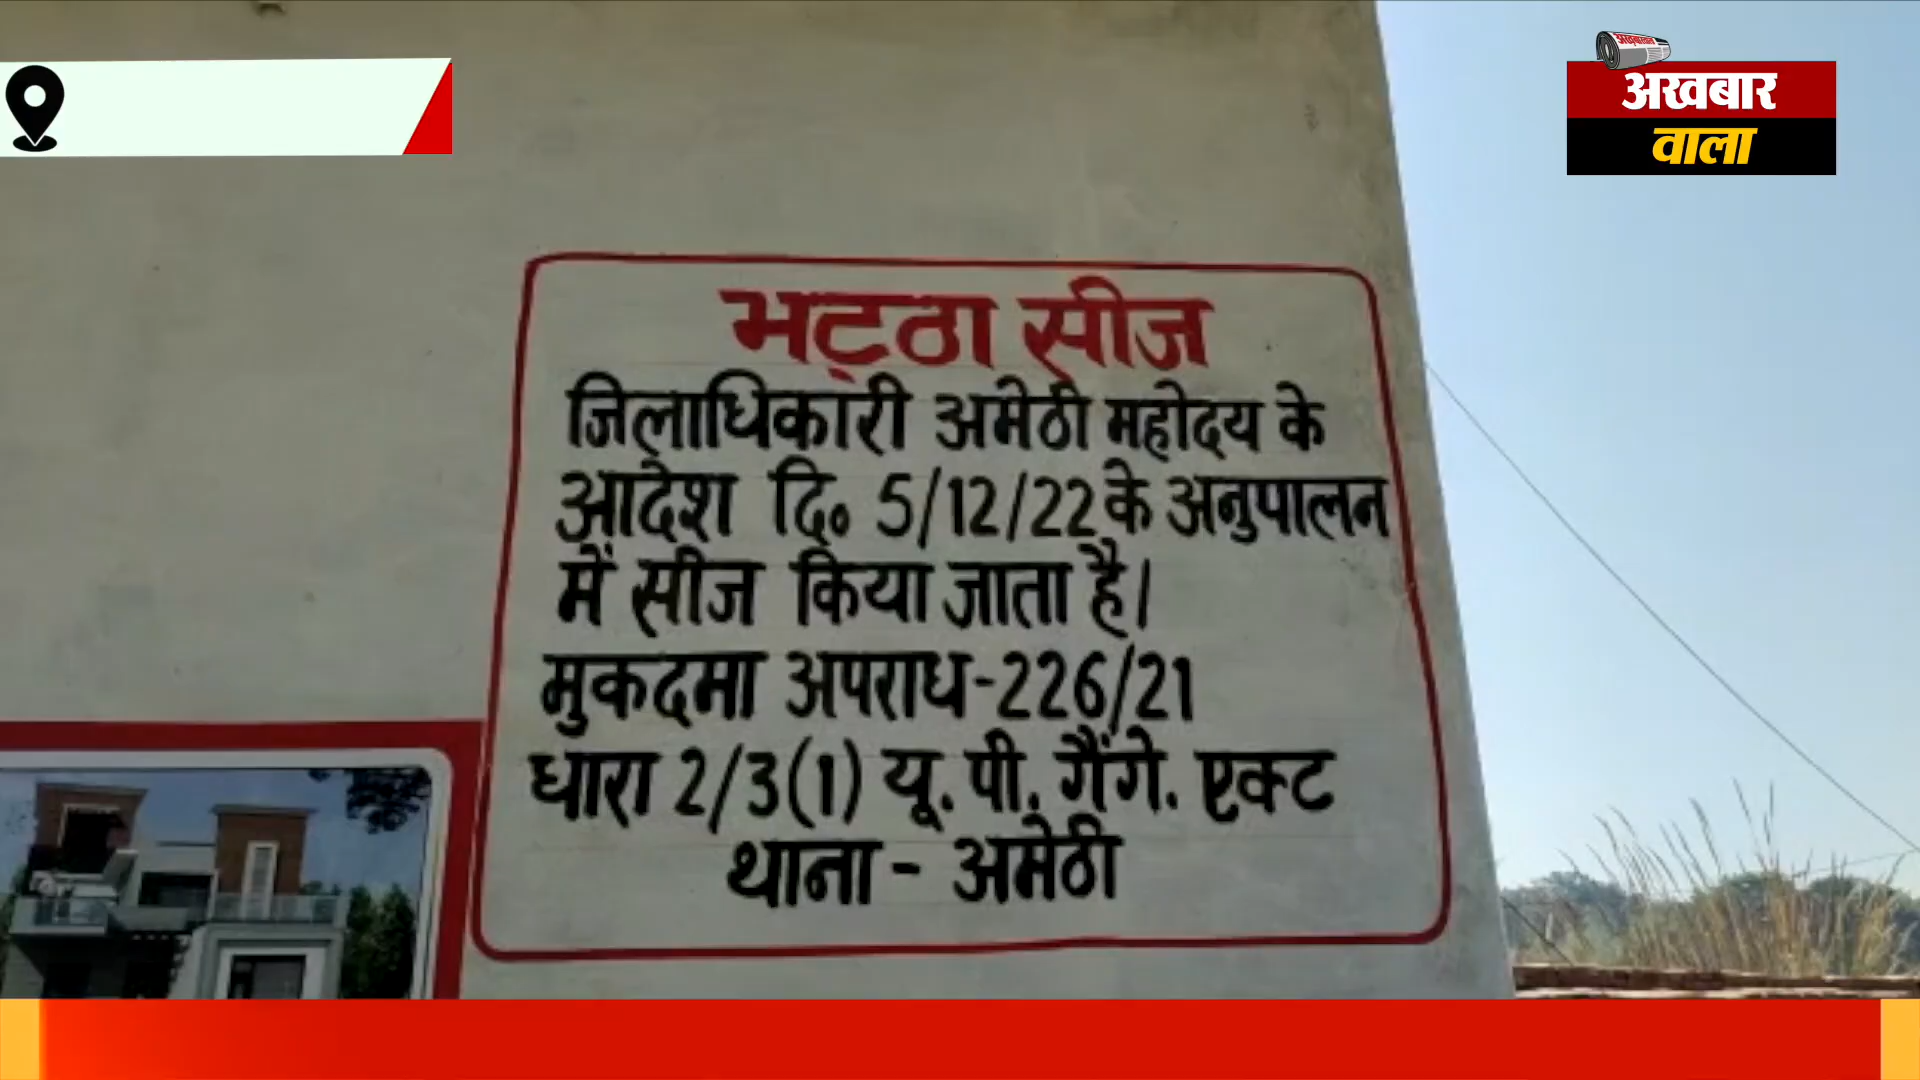 अखबार
वाला
भट्ठा सीज
जिलाधिकारी अमेठी महोदय के
आदेश दि० 5/12/22 के अनुपालन
में सीज किया जाता है।
मुकदमा अपराध-226/21
धारा 2/3(1) यू. पी. गैंगे. एक्ट
थाना - अमेठी